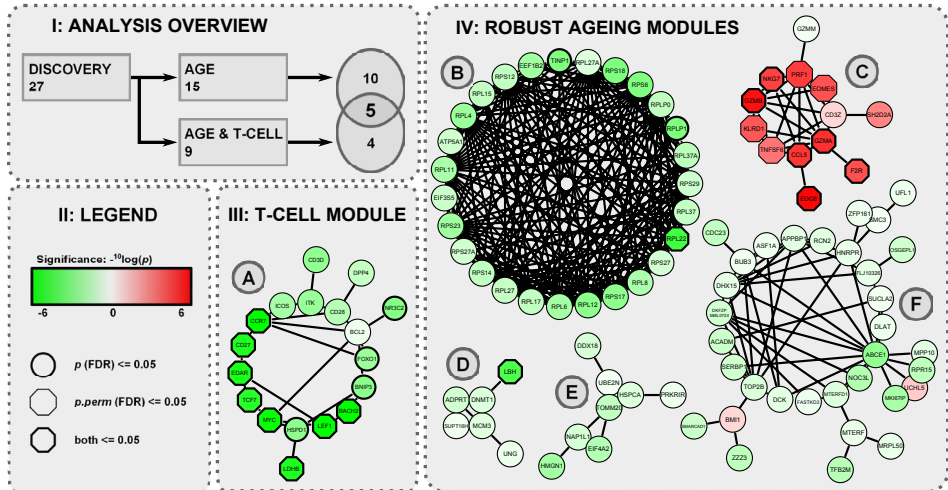 I: ANALYSIS OVERVIEW
DISCOVERY
27
AGE
15
AGE & T-CELL
9
10
5
4
II: LEGEND
Significance: -¹⁰log(p)
-6
0
6
p (FDR) <= 0.05
p.perm (FDR) <= 0.05
both <= 0.05
III: T-CELL MODULE
A
CD3D
DPP4
ICOS
ITK
CD28
NR3C2
CCR7
BCL2
CD27
FOXO1
EDAR
BNIP3
TCF7
BACH2
MYC
LEF1
HSPD1
LDHB
IV: ROBUST AGEING MODULES
B
TINP1
RPL27A
EEF1B2
RPS18
RPS12
RPS6
RPL15
RPLP0
RPL4
RPLP1
ATP5A1
RPL37A
RPL11
RPS29
EIF3S5
RPL37
RPS23
RPL22
RPS27A
RPS27
RPS14
RPL8
RPL27
RPS17
RPL17
RPL6
RPL12
C
GZMM
NKG7
PRF1
EOMES
GZMB
CD3Z
SH2D2A
KLRD1
GZMA
TNFSF6
CCL5
F2R
EDG8
D
LBH
ADPRT
DNMT1
SUPT16H
MCM3
UNG
E
DDX18
UBE2N
HSPCA
PRKRIR
TOMM20
NAP1L1
EIF4A2
HMGN1
F
UFL1
ZFP161
SMC3
CDC23
ASF1A
APPBP1
RCN2
HNRPR
OSGEPL1
BUB3
FLJ10326
DHX15
SUCLA2
DLAT
ACADM
ABCE1
MPP10
SERBP1
RPR15
NOC3L
UCHL5
TOP2B
MKI67IP
DCK
FASTKD3
MTERFD1
BMI1
SMARCAD1
MTERF
MRPL50
ZZZ3
TFB2M